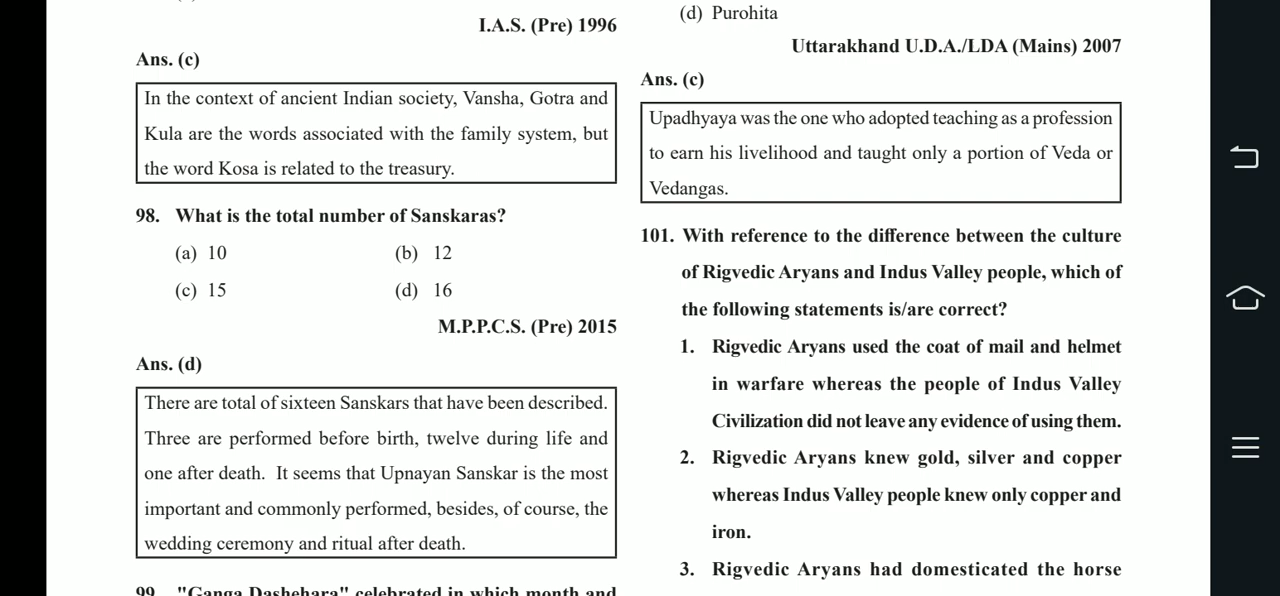 I.A.S. (Pre) 1996
Ans. (c)
In the context of ancient Indian society, Vansha, Gotra and
Kula are the words associated with the family system, but
the word Kosa is related to the treasury.
98. What is the total number of Sanskaras?
(a) 10 (b) 12
(c) 15 (d) 16
M.P.P.C.S. (Pre) 2015
Ans. (d)
There are total of sixteen Sanskars that have been described.
Three are performed before birth, twelve during life and
one after death. It seems that Upnayan Sanskar is the most
important and commonly performed, besides, of course, the
wedding ceremony and ritual after death.
99. "Ganga Dashehara" celebrated in which month and
(d) Purohita
Uttarakhand U.D.A./LDA (Mains) 2007
Ans. (c)
Upadhyaya was the one who adopted teaching as a profession
to earn his livelihood and taught only a portion of Veda or
Vedangas.
101. With reference to the difference between the culture
of Rigvedic Aryans and Indus Valley people, which of
the following statements is/are correct?
1. Rigvedic Aryans used the coat of mail and helmet
in warfare whereas the people of Indus Valley
Civilization did not leave any evidence of using them.
2. Rigvedic Aryans knew gold, silver and copper
whereas Indus Valley people knew only copper and
iron.
3. Rigvedic Aryans had domesticated the horse